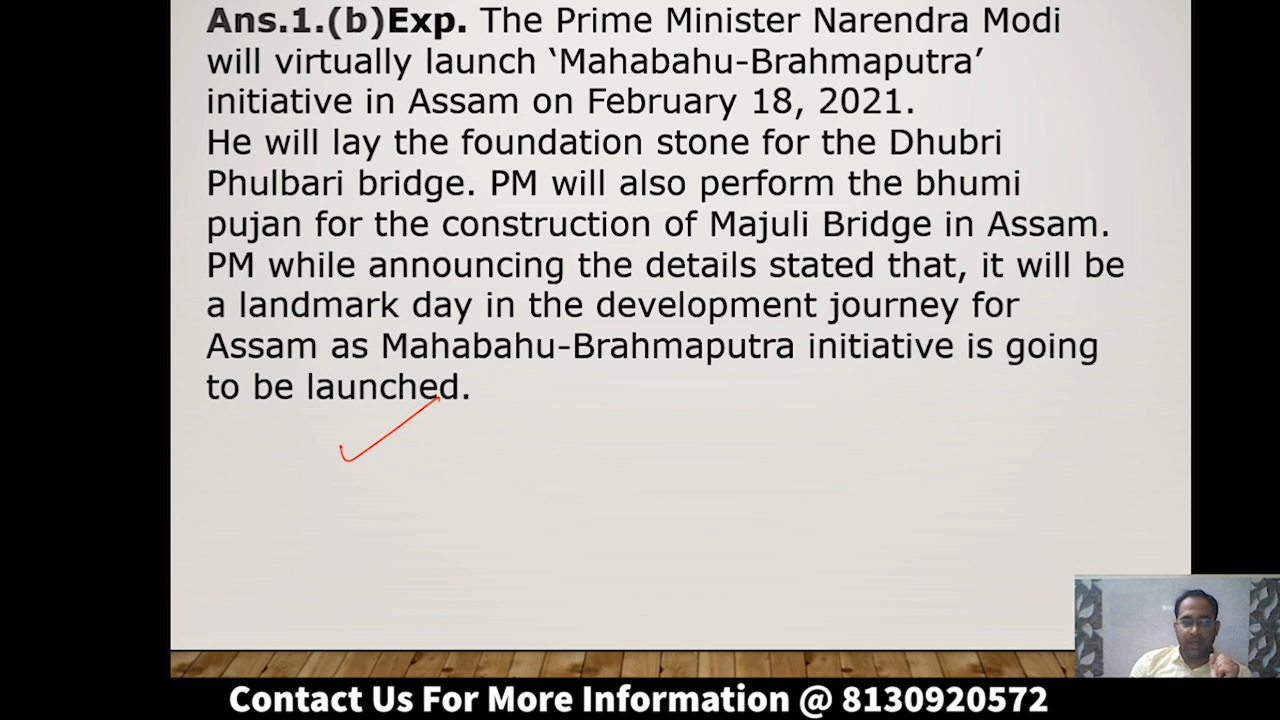 Ans.1.(b)Exp. The Prime Minister Narendra Modi
will virtually launch ‘Mahabahu-Brahmaputra’
initiative in Assam on February 18, 2021.
He will lay the foundation stone for the Dhubri
Phulbari bridge. PM will also perform the bhumi
pujan for the construction of Majuli Bridge in Assam.
PM while announcing the details stated that, it will be
a landmark day in the development journey for
Assam as Mahabahu-Brahmaputra initiative is going
to be launched.
Contact Us For More Information @ 8130920572